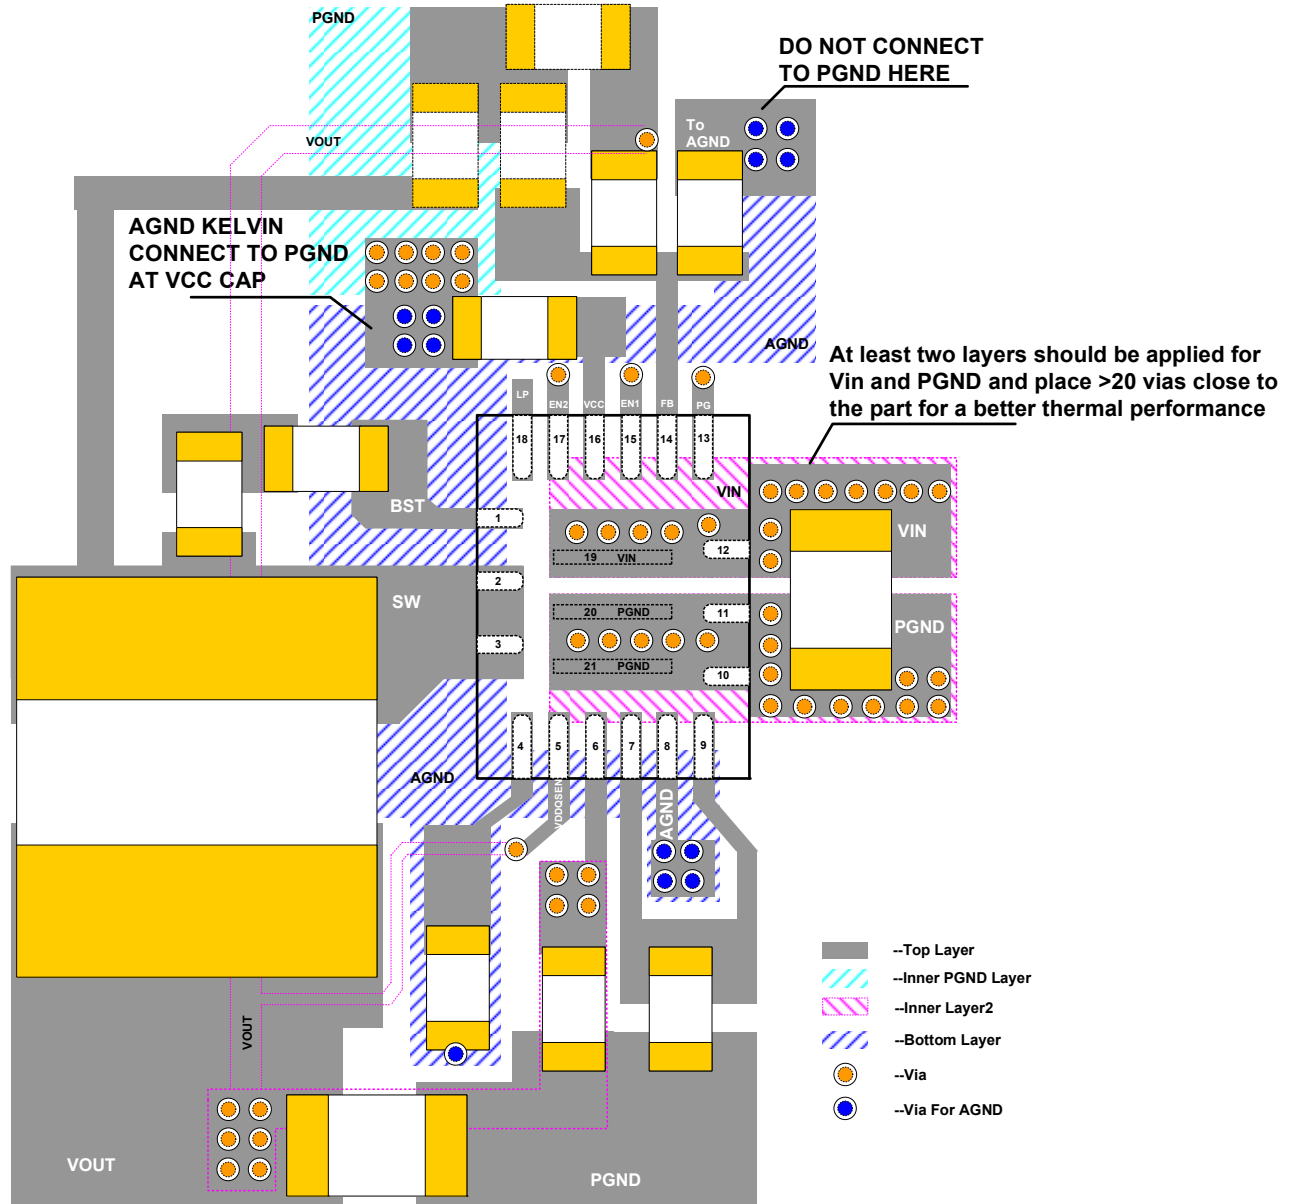 PGND
DO NOT CONNECT
TO PGND HERE
To
AGND
VOUT
AGND KELVIN
CONNECT TO PGND
AT VCC CAP
AGND
At least two layers should be applied for
Vin and PGND and place >20 vias close to
the part for a better thermal performance
LP
EN2
VCC
EN1
FB
PG
18
17
16
15
14
13
VIN
BST
1
VIN
12
19 VIN
2
SW
20 PGND
11
PGND
3
21 PGND
10
4
5
6
7
8
9
AGND
VDDQSEN
AGND
--Top Layer
--Inner PGND Layer
--Inner Layer2
--Bottom Layer
--Via
--Via For AGND
VOUT
VOUT
PGND